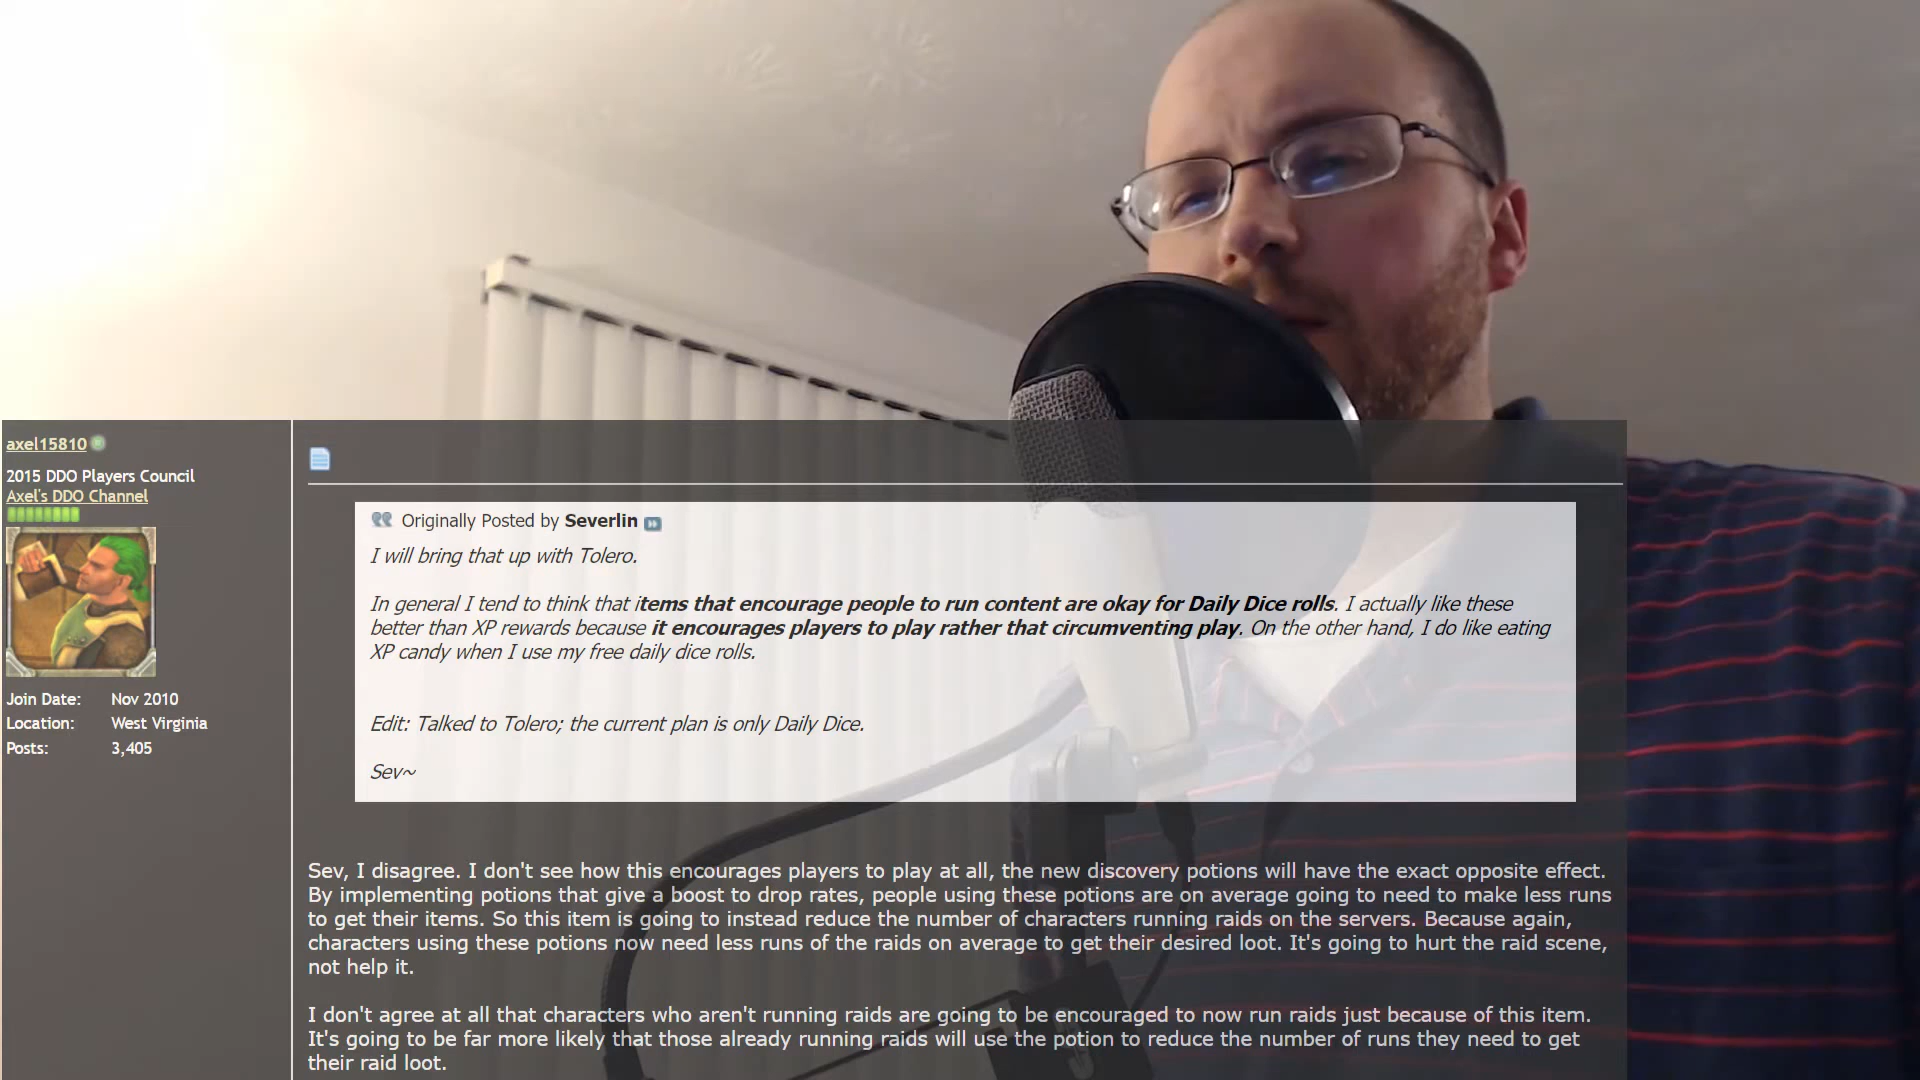 axel15810
2015 DDO Players Council
Axel's DDO Channel
Join Date: Nov 2010
Location: West Virginia
Posts: 3,405
Originally Posted by Severlin
I will bring that up with Tolero.
In general I tend to think that items that encourage people to run content are okay for Daily Dice rolls. I actually like these
better than XP rewards because it encourages players to play rather that circumventing play. On the other hand, I do like eating
XP candy when I use my free daily dice rolls.
Edit: Talked to Tolero; the current plan is only Daily Dice.
Sev~
Sev, I disagree. I don't see how this encourages players to play at all, the new discovery potions will have the exact opposite effect.
By implementing potions that give a boost to drop rates, people using these potions are on average going to need to make less runs
to get their items. So this item is going to instead reduce the number of characters running raids on the servers. Because again,
characters using these potions now need less runs of the raids on average to get their desired loot. It's going to hurt the raid scene,
not help it.
I don't agree at all that characters who aren't running raids are going to be encouraged to now run raids just because of this item.
It's going to be far more likely that those already running raids will use the potion to reduce the number of runs they need to get
their raid loot.